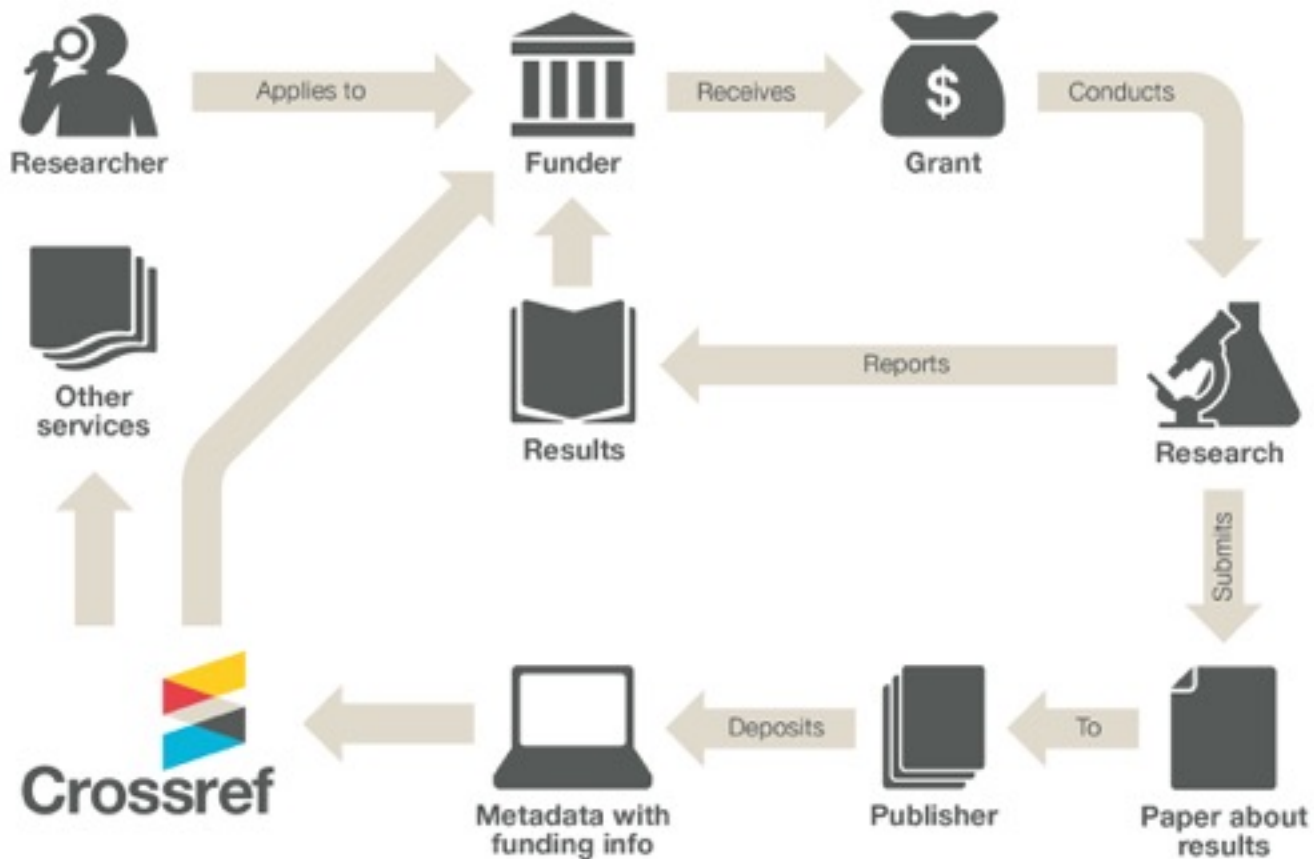 Applies to
Receives
$
Conducts
Researcher
Funder
Grant
Other
services
Results
Reports
Research
Submits
Crossref
Metadata with
funding info
Deposits
Publisher
To
Paper about
results